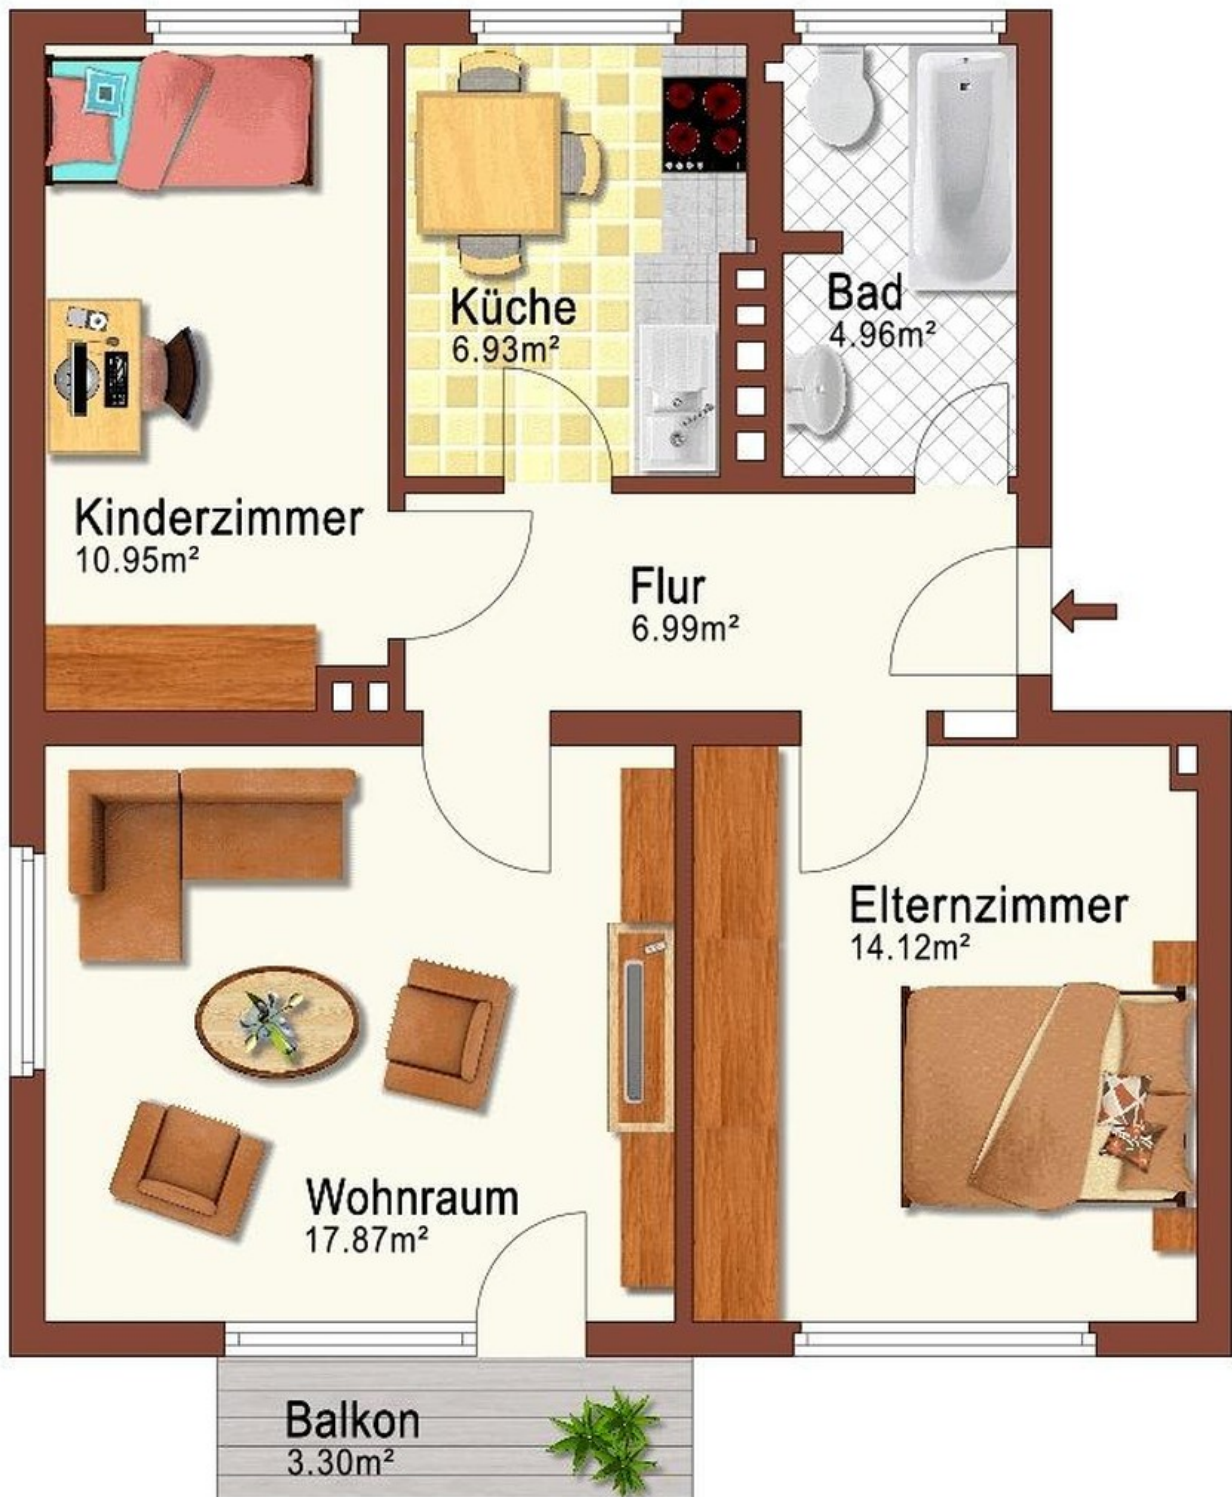 Küche
6.93m²
Bad
4.96m²
Kinderzimmer
10.95m²
Flur
6.99m²
Elternzimmer
14.12m²
Wohnraum
17.87m²
Balkon
3.30m²